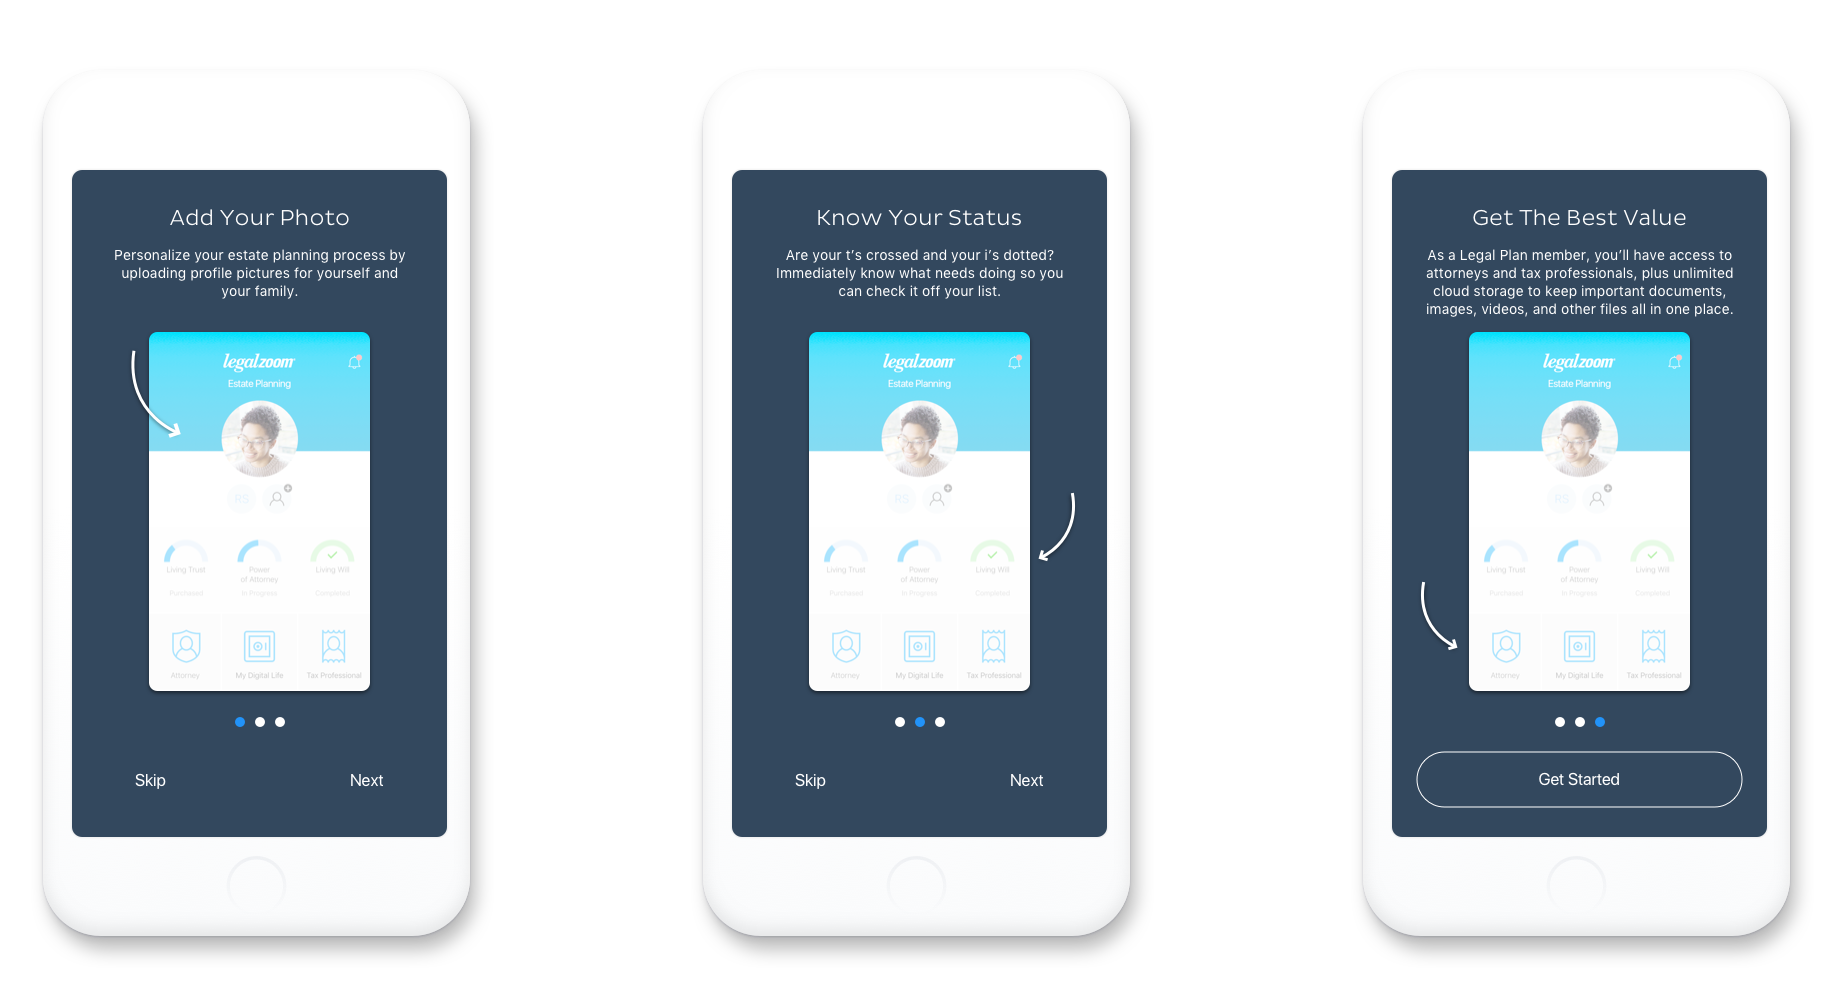 Add Your Photo
Personalize your estate planning process by
uploading profile pictures for yourself and
your family.
legalzoom
Estate Planning
RS
Living Trust
Power
of Attorney
Living Will
Purchased
In Progress
Completed
Attorney
My Digital Life
Tax Professional
Skip
Next
Know Your Status
Are your t’s crossed and your i’s dotted?
Immediately know what needs doing so you
can check it off your list.
legalzoom
Estate Planning
RS
Living Trust
Power
of Attorney
Living Will
Purchased
In Progress
Completed
Attorney
My Digital Life
Tax Professional
Skip
Next
Get The Best Value
As a Legal Plan member, you’ll have access to
attorneys and tax professionals, plus unlimited
cloud storage to keep important documents,
images, videos, and other files all in one place.
legalzoom
Estate Planning
RS
Living Trust
Power
of Attorney
Living Will
Purchased
In Progress
Completed
Attorney
My Digital Life
Tax Professional
Get Started